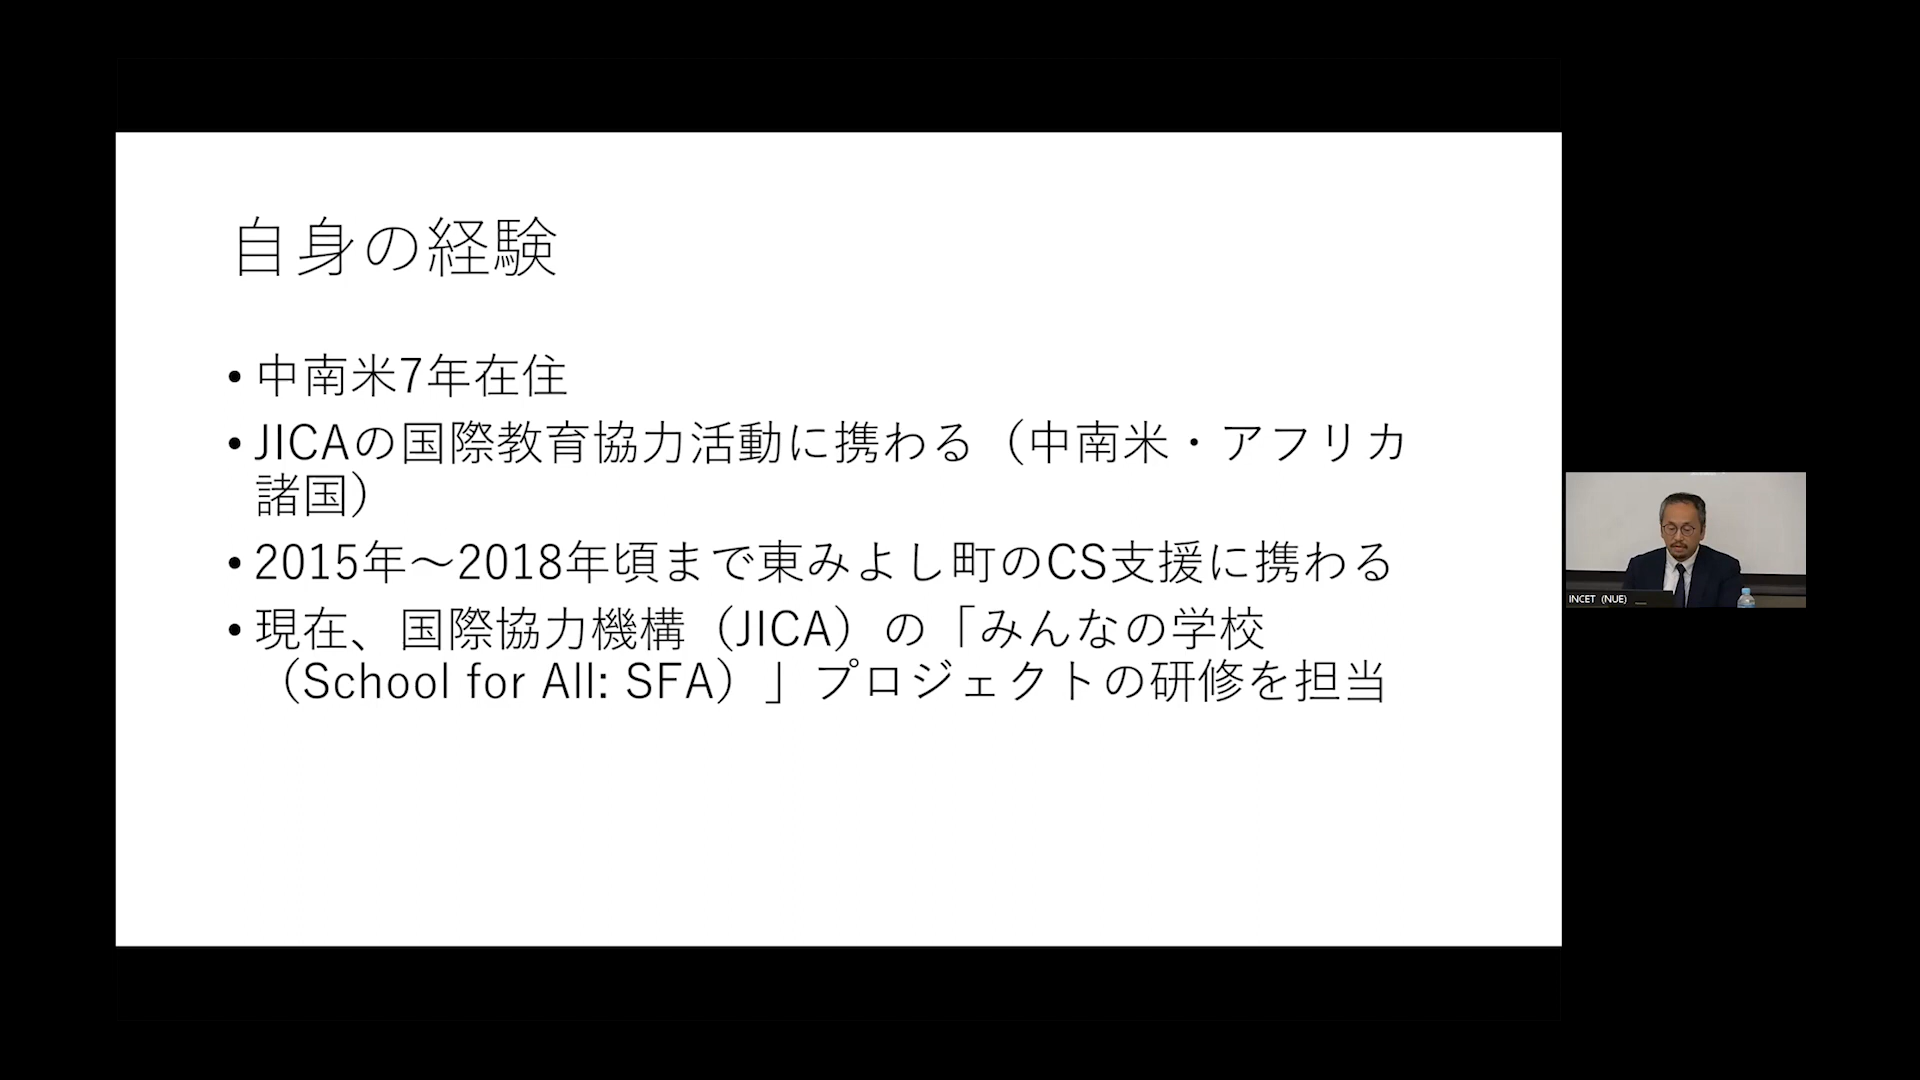 自身の経験
• 中南米7年在住
• JICAの国際教育協力活動に携わる（中南米・アフリカ
諸国）
• 2015年～2018年頃まで東みよし町のCS支援に携わる
• 現在、国際協力機構（JICA）の「みんなの学校
（School for All: SFA）」プロジェクトの研修を担当
INCET (NUE)